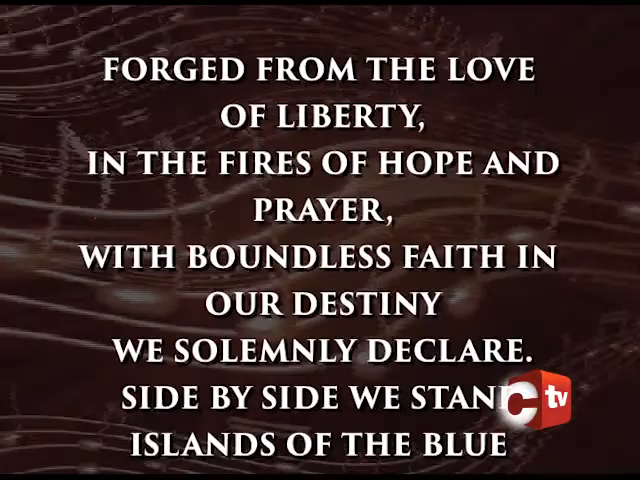 FORGED FROM THE LOVE
OF LIBERTY,
IN THE FIRES OF HOPE AND
PRAYER,
WITH BOUNDLESS FAITH IN
OUR DESTINY
WE SOLEMNLY DECLARE.
SIDE BY SIDE WE STAND
ISLANDS OF THE BLUE
Ctv